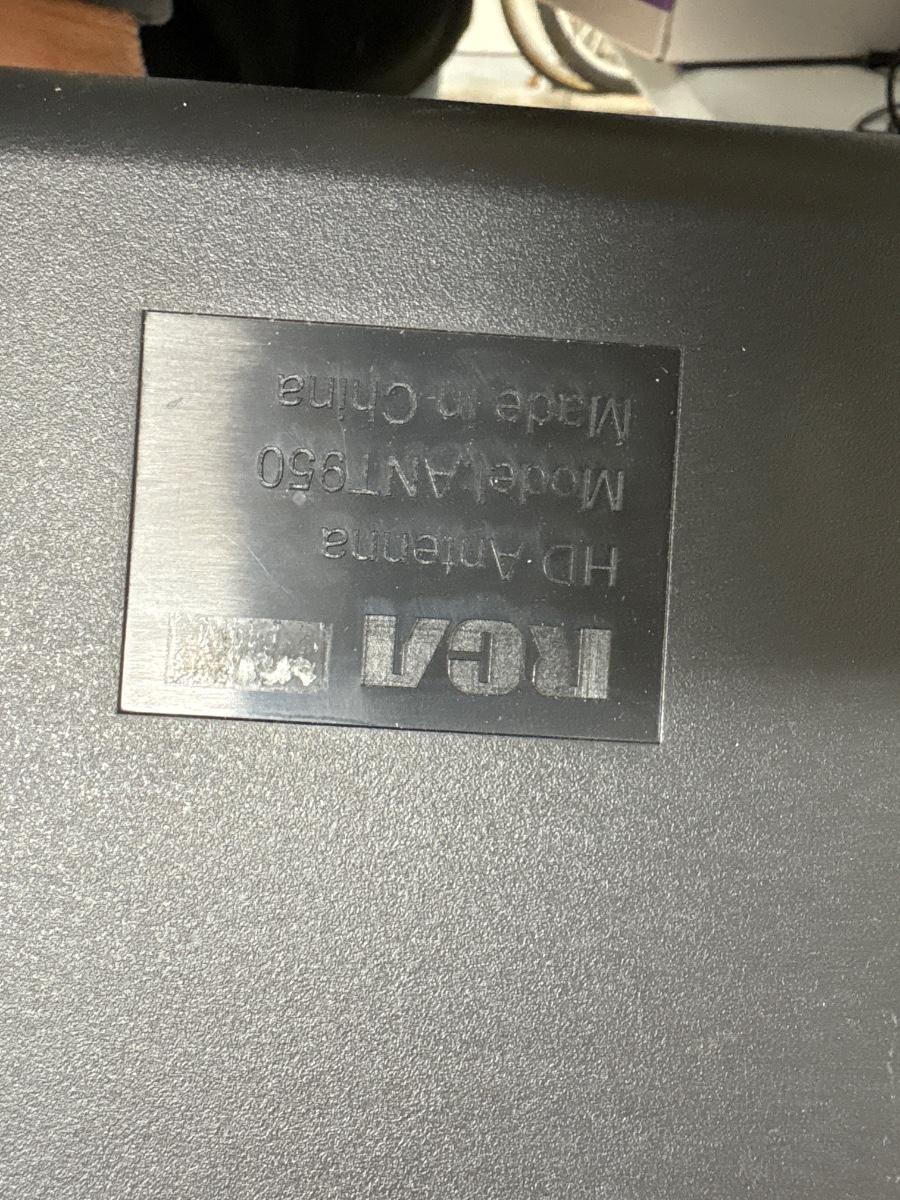 RCA
HD Antenna
Model:ANT950
Made in China